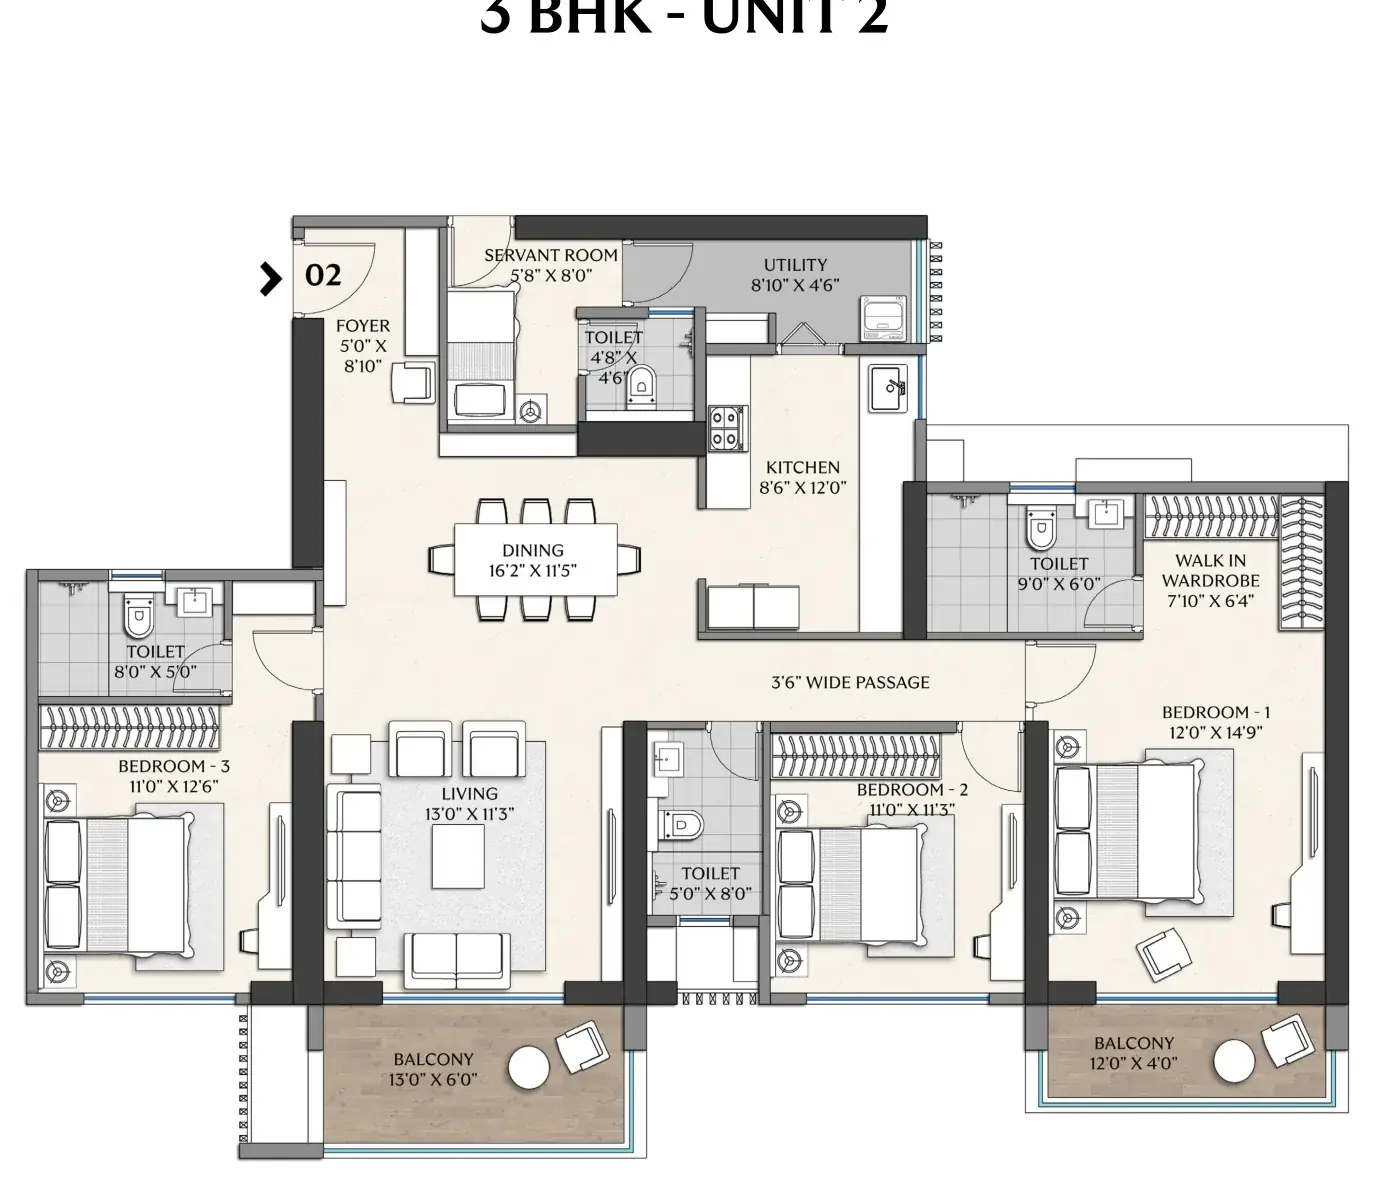 3 BHK - UNIT 2
02
FOYER
5'0" X
8'10"
SERVANT ROOM
5'8" X 8'0"
UTILITY
8'10" X 4'6"
TOILET
4'8" X
4'6"
KITCHEN
8'6" X 12'0"
DINING
16'2" X 11'5"
TOILET
9'0" X 6'0"
WALK IN
WARDROBE
7'10" X 6'4"
TOILET
8'0" X 5'0"
3'6" WIDE PASSAGE
BEDROOM - 1
12'0" X 14'9"
BEDROOM - 3
11'0" X 12'6"
LIVING
13'0" X 11'3"
BEDROOM - 2
11'0" X 11'3"
TOILET
5'0" X 8'0"
BALCONY
13'0" X 6'0"
BALCONY
12'0" X 4'0"